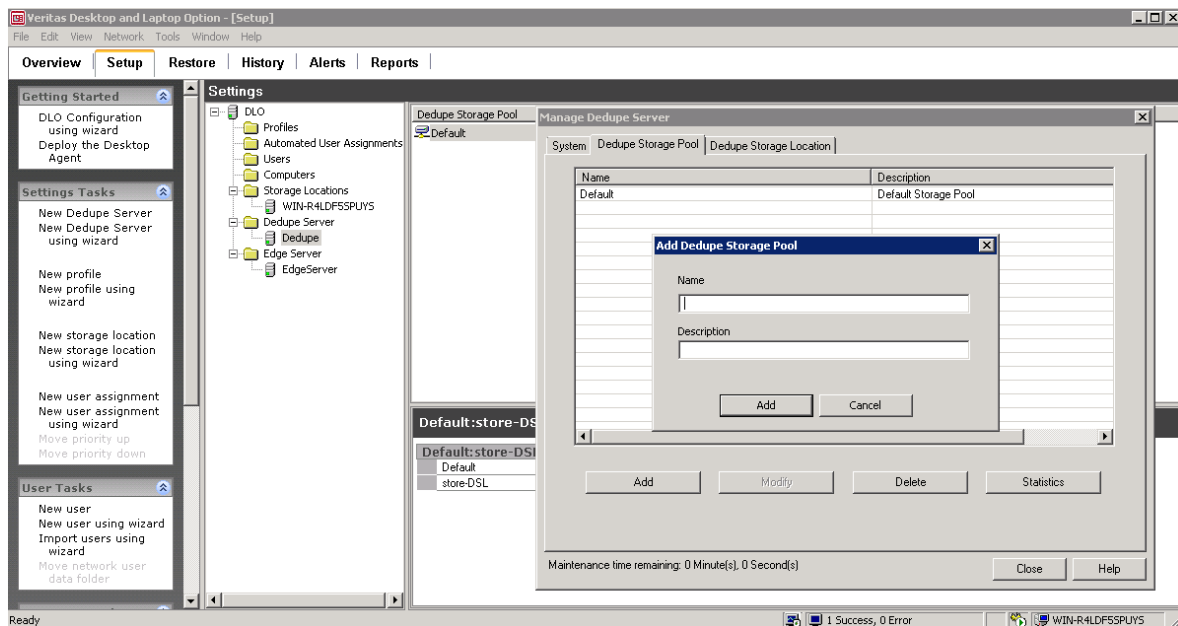 Veritas Desktop and Laptop Option - [Setup]
File Edit View Network Tools Window Help
Overview Setup Restore History Alerts Reports
Getting Started
DLO Configuration
using wizard
Deploy the Desktop
Agent
Settings Tasks
New Dedupe Server
New Dedupe Server
using wizard
New profile
New profile using
wizard
New storage location
New storage location
using wizard
New user assignment
New user assignment
using wizard
Move priority up
Move priority down
User Tasks
New user
New user using wizard
Import users using
wizard
Move network user
data folder
Settings
DLO
Profiles
Automated User Assignments
Users
Computers
Storage Locations
WIN-R4LDF5SPUYS
Dedupe Server
Dedupe
Edge Server
EdgeServer
Dedupe Storage Pool
Default
Default:store-DS
Default:store-DSL
Default
store-DSL
Manage Dedupe Server
System Dedupe Storage Pool Dedupe Storage Location
Name Description
Default Default Storage Pool
Add Dedupe Storage Pool
Name
Description
Add Cancel
Add Modify Delete Statistics
Maintenance time remaining: 0 Minute(s), 0 Second(s)
Close Help
Ready
1 Success, 0 Error
WIN-R4LDF5SPUYS